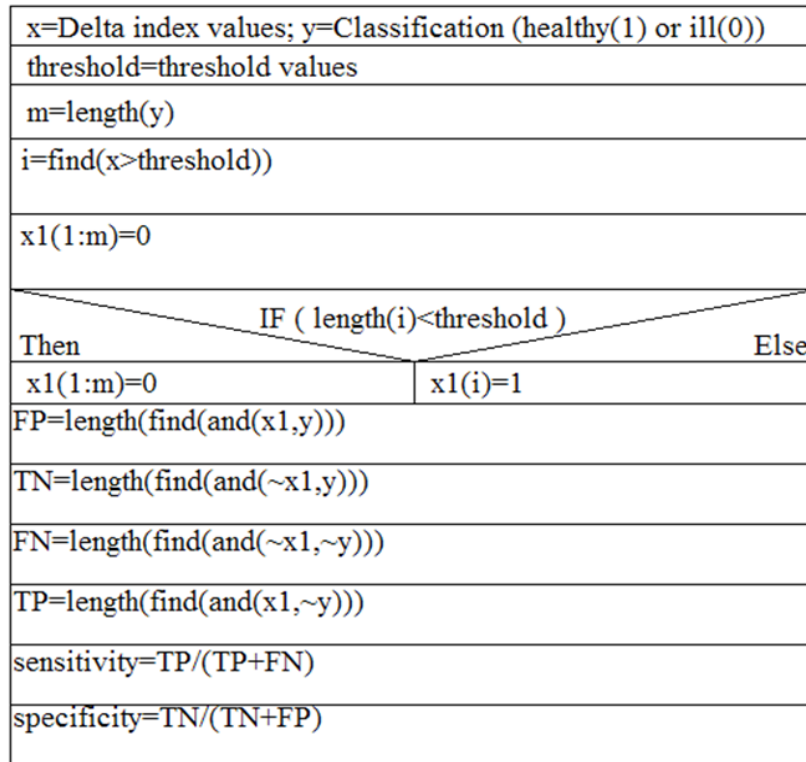 x=Delta index values; y=Classification (healthy(1) or ill(0))
threshold=threshold values
m=length(y)
i=find(x>threshold))
x1(1:m)=0
IF ( length(i)<threshold )
Then Else
x1(1:m)=0 x1(i)=1
FP=length(find(and(x1,y)))
TN=length(find(and(~x1,y)))
FN=length(find(and(~x1,~y)))
TP=length(find(and(x1,~y)))
sensitivity=TP/(TP+FN)
specificity=TN/(TN+FP)